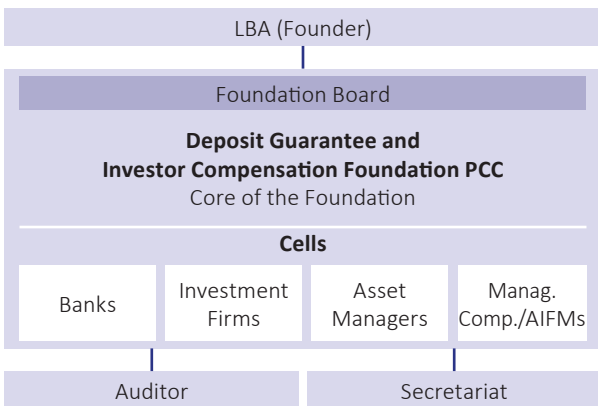 LBA (Founder)
Foundation Board
Deposit Guarantee and
Investor Compensation Foundation PCC
Core of the Foundation
Cells
Banks
Investment
Firms
Asset
Managers
Manag.
Comp./AIFMs
Auditor
Secretariat